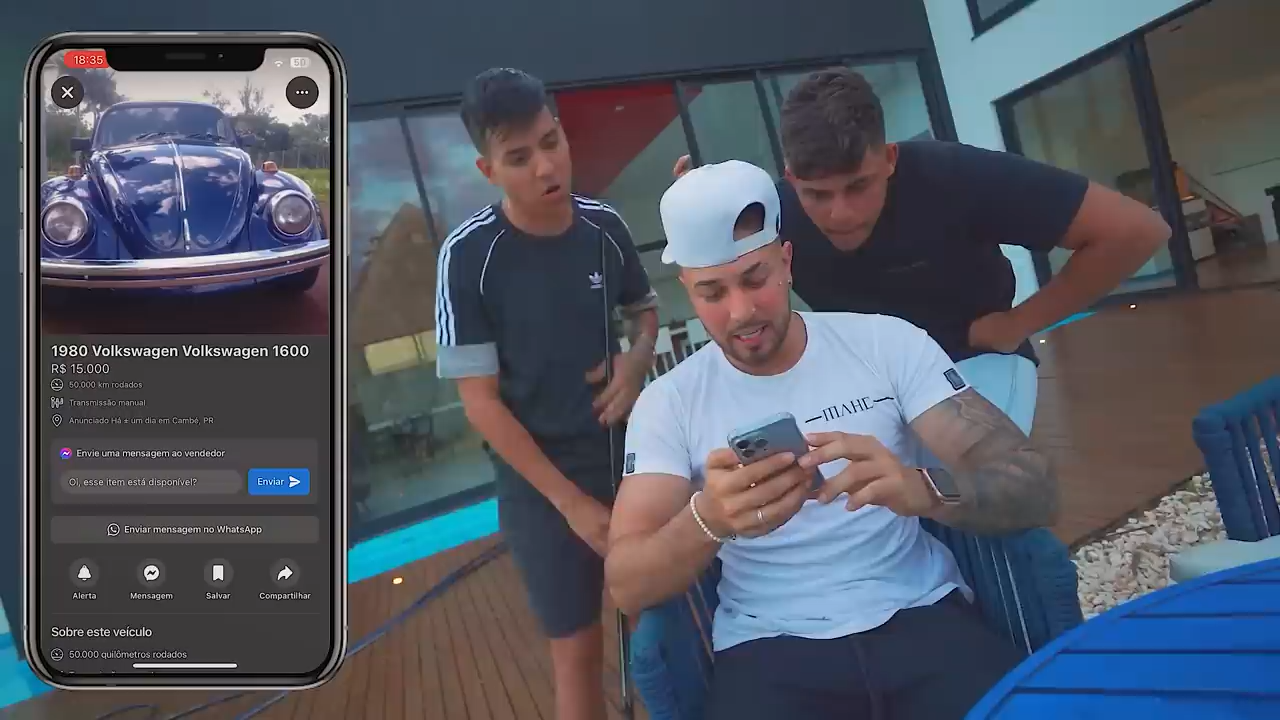 18:35
5G
1980 Volkswagen Volkswagen 1600
R$ 15.000
50.000 km rodados
Transmissão manual
Anunciado Há ± um dia em Cambé, PR
Envie uma mensagem ao vendedor
Oi, esse item está disponível?
Enviar
Enviar mensagem no WhatsApp
Alerta
Mensagem
Salvar
Compartilhar
Sobre este veículo
50.000 quilômetros rodados
MAHE